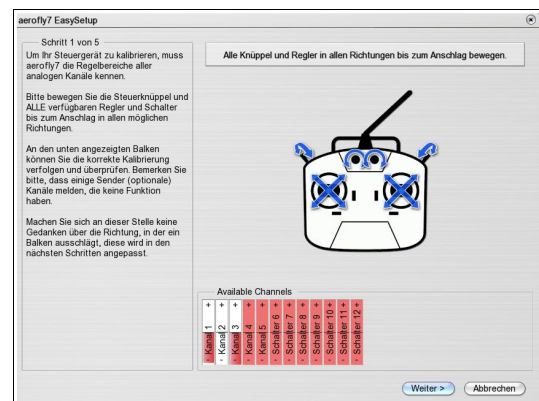 aerofly7 EasySetup
Schritt 1 von 5
Um Ihr Steuergerät zu kalibrieren, muss
aerofly7 die Regelbereiche aller
analogen Kanäle kennen.
Bitte bewegen Sie die Steuerknüppel und
ALLE verfügbaren Regler und Schalter
bis zum Anschlag in allen möglichen
Richtungen.
An den unten angezeigten Balken
können Sie die korrekte Kalibrierung
verfolgen und überprüfen. Bemerken Sie
bitte, dass einige Sender (optionale)
Kanäle melden, die keine Funktion
haben.
Machen Sie sich an dieser Stelle keine
Gedanken über die Richtung, in der ein
Balken ausschlägt, diese wird in den
nächsten Schritten angepasst.
Alle Knüppel und Regler in allen Richtungen bis zum Anschlag bewegen.
Available Channels
- Kanal 1 +
- Kanal 2 +
- Kanal 3 +
- Kanal 4 +
- Kanal 5 +
- Schalter 6 +
- Schalter 7 +
- Schalter 8 +
- Schalter 9 +
- Schalter 10 +
- Schalter 11 +
- Schalter 12 +
Weiter >
Abbrechen